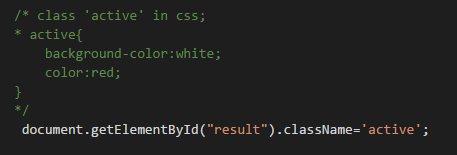 /* class 'active' in css;
* active{
    background-color:white;
    color:red;
}
*/
document.getElementById("result").className='active';